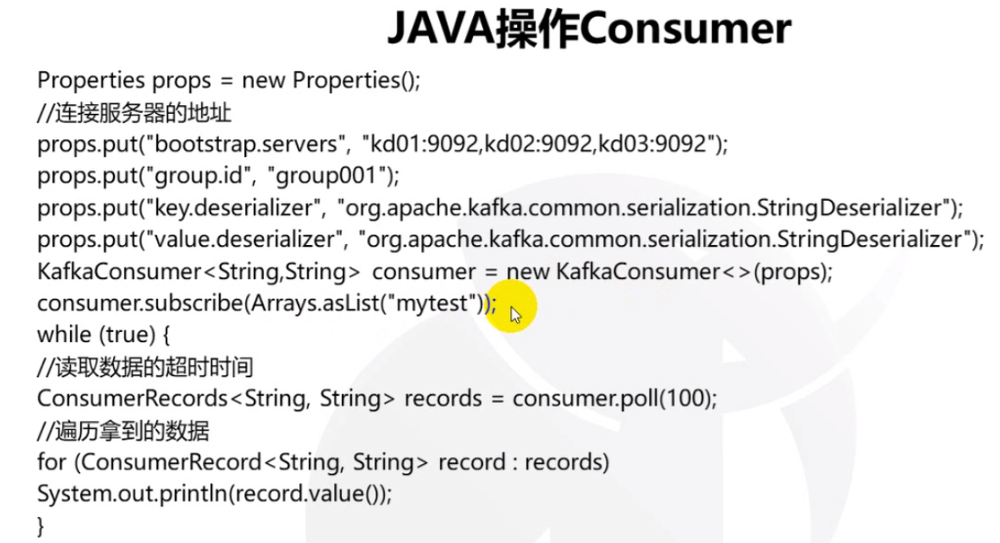 JAVA操作Consumer
Properties props = new Properties();
//连接服务器的地址
props.put("bootstrap.servers", "kd01:9092,kd02:9092,kd03:9092");
props.put("group.id", "group001");
props.put("key.deserializer", "org.apache.kafka.common.serialization.StringDeserializer");
props.put("value.deserializer", "org.apache.kafka.common.serialization.StringDeserializer");
KafkaConsumer<String,String> consumer = new KafkaConsumer<>(props);
consumer.subscribe(Arrays.asList("mytest"));
while (true) {
//读取数据的超时时间
ConsumerRecords<String, String> records = consumer.poll(100);
//遍历拿到的数据
for (ConsumerRecord<String, String> record : records)
System.out.println(record.value());
}